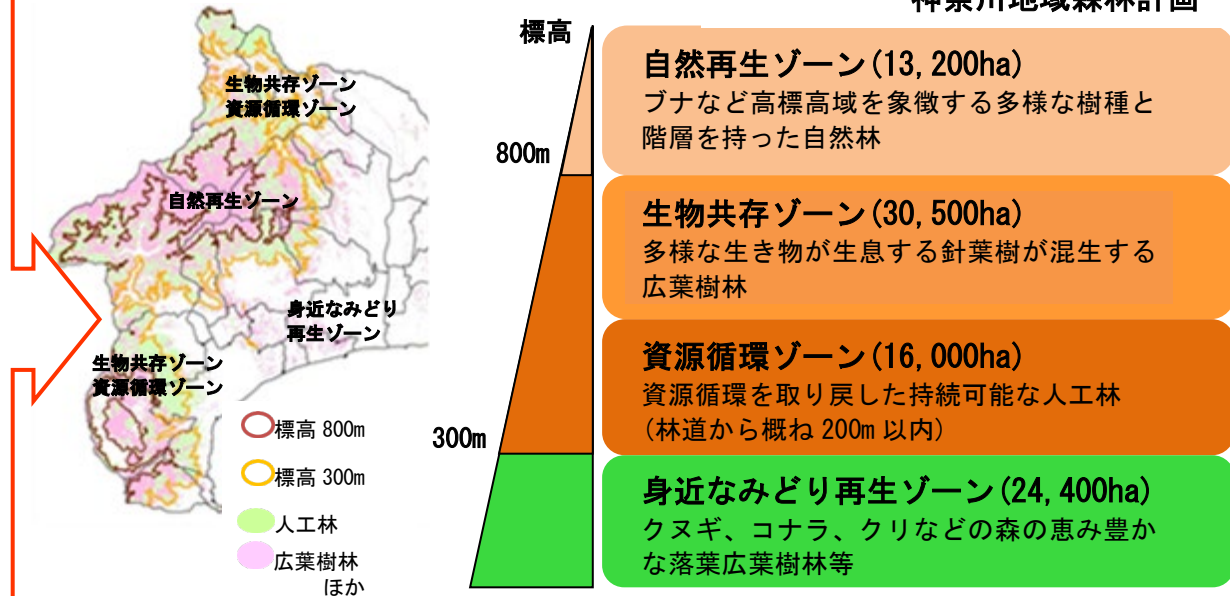 神奈川地域森林計画
標高
自然再生ゾーン(13,200ha)
ブナなど高標高域を象徴する多様な樹種と
階層を持った自然林
800m
生物共存ゾーン(30,500ha)
多様な生き物が生息する針葉樹が混生する
広葉樹林
資源循環ゾーン(16,000ha)
資源循環を取り戻した持続可能な人工林
(林道から概ね 200m 以内)
300m
身近なみどり再生ゾーン(24,400ha)
クヌギ、コナラ、クリなどの森の恵み豊か
な落葉広葉樹林等
生物共存ゾーン
資源循環ゾーン
自然再生ゾーン
身近なみどり
再生ゾーン
生物共存ゾーン
資源循環ゾーン
標高 800m
標高 300m
人工林
広葉樹林
ほか